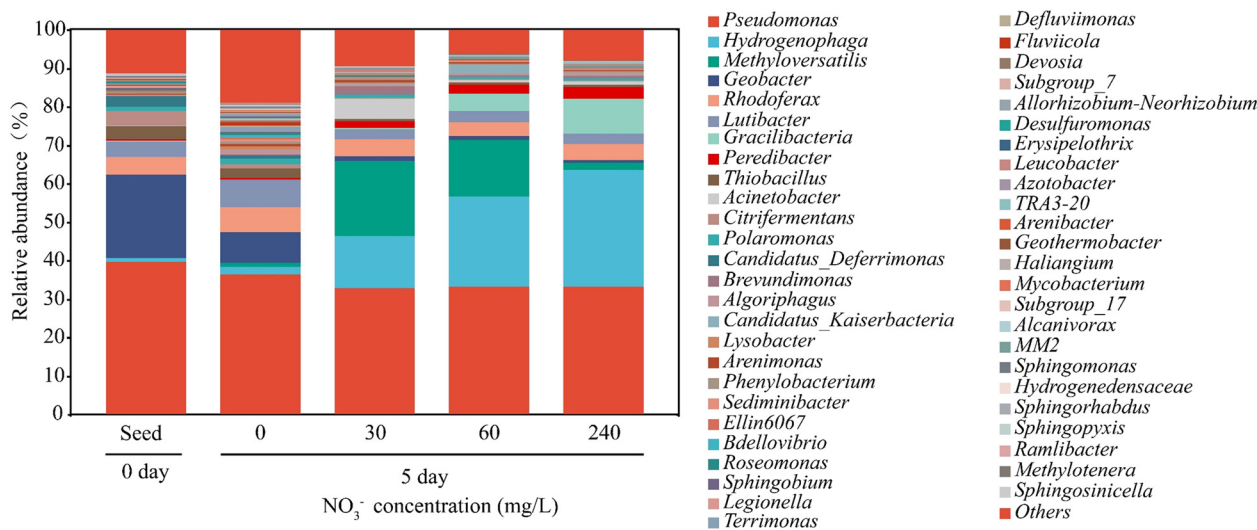 Relative abundance (%)
100
90
80
70
60
50
40
30
20
10
0
Seed
0
30
60
240
0 day
5 day
NO₃⁻ concentration (mg/L)
Pseudomonas
Hydrogenophaga
Methyloversatilis
Geobacter
Rhodoferax
Lutibacter
Gracilibacteria
Peredibacter
Thiobacillus
Acinetobacter
Citrifermentans
Polaromonas
Candidatus_Deferrimonas
Brevundimonas
Algoriphagus
Candidatus_Kaiserbacteria
Lysobacter
Arenimonas
Phenylobacterium
Sediminibacter
Ellin6067
Bdellovibrio
Roseomonas
Sphingobium
Legionella
Terrimonas
Defluviimonas
Fluviicola
Devosia
Subgroup_7
Allorhizobium-Neorhizobium
Desulfuromonas
Erysipelothrix
Leucobacter
Azotobacter
TRA3-20
Arenibacter
Geothermobacter
Haliangium
Mycobacterium
Subgroup_17
Alcanivorax
MM2
Sphingomonas
Hydrogenedensaceae
Sphingorhabdus
Sphingopyxis
Ramlibacter
Methylotenera
Sphingosinicella
Others